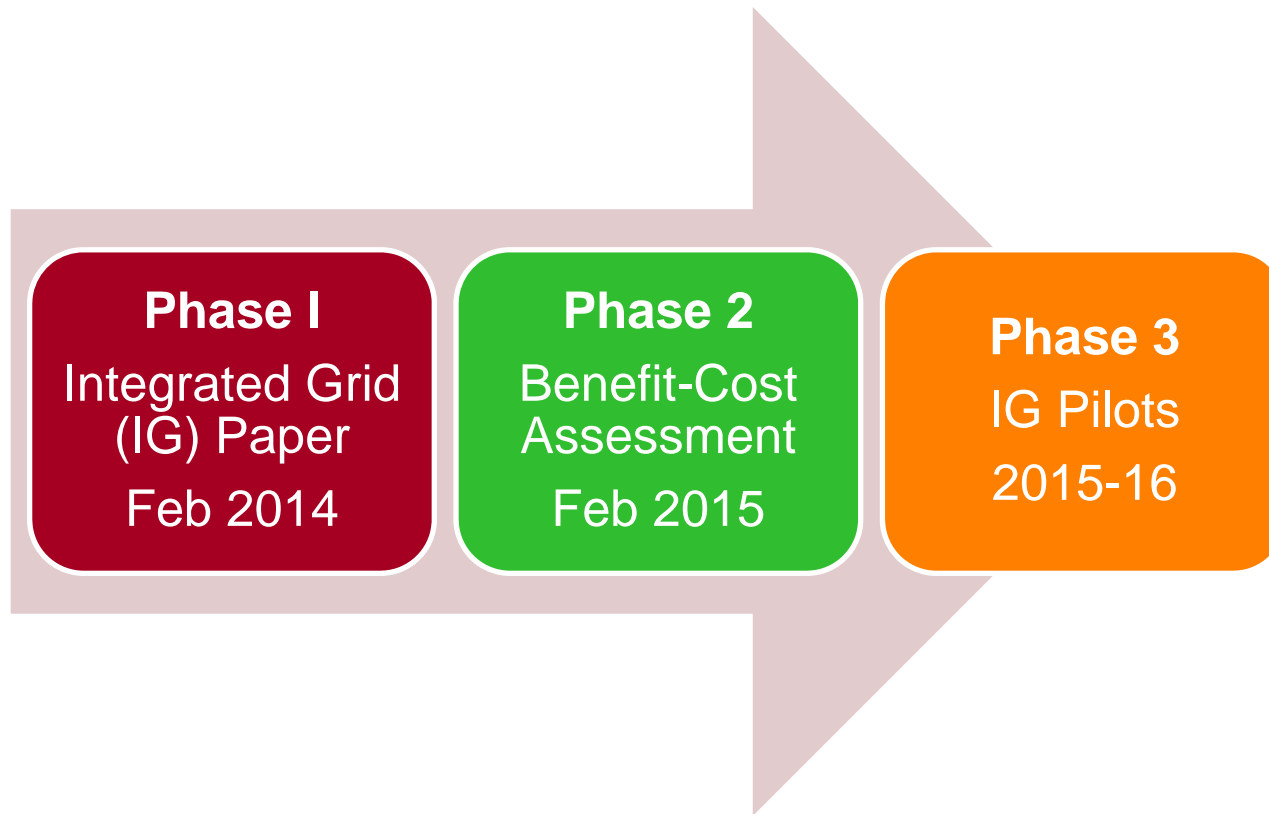 Phase I
Integrated Grid
(IG) Paper
Feb 2014
Phase 2
Benefit-Cost
Assessment
Feb 2015
Phase 3
IG Pilots
2015-16